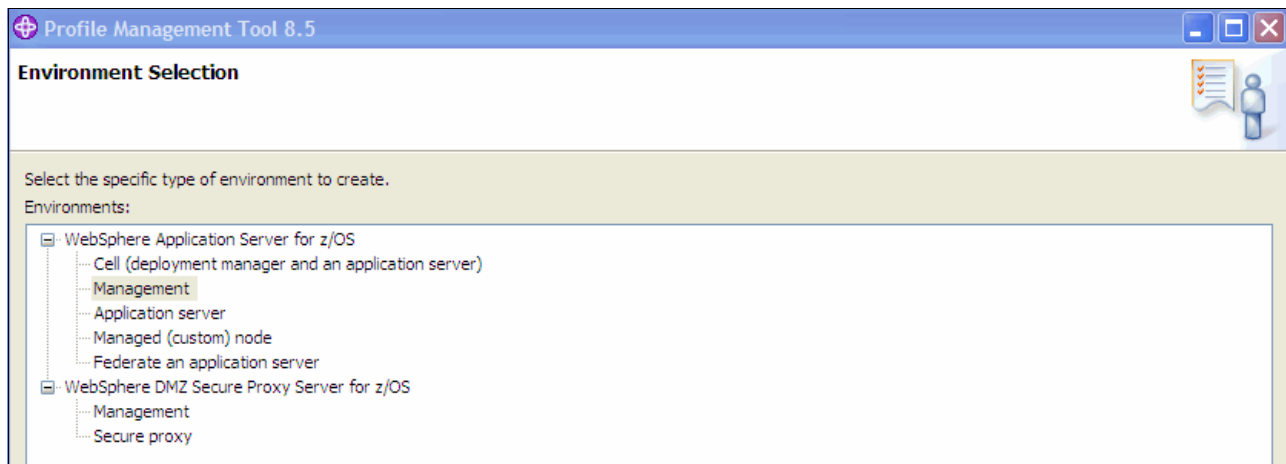 Profile Management Tool 8.5
Environment Selection
Select the specific type of environment to create.
Environments:
WebSphere Application Server for z/OS
Cell (deployment manager and an application server)
Management
Application server
Managed (custom) node
Federate an application server
WebSphere DMZ Secure Proxy Server for z/OS
Management
Secure proxy